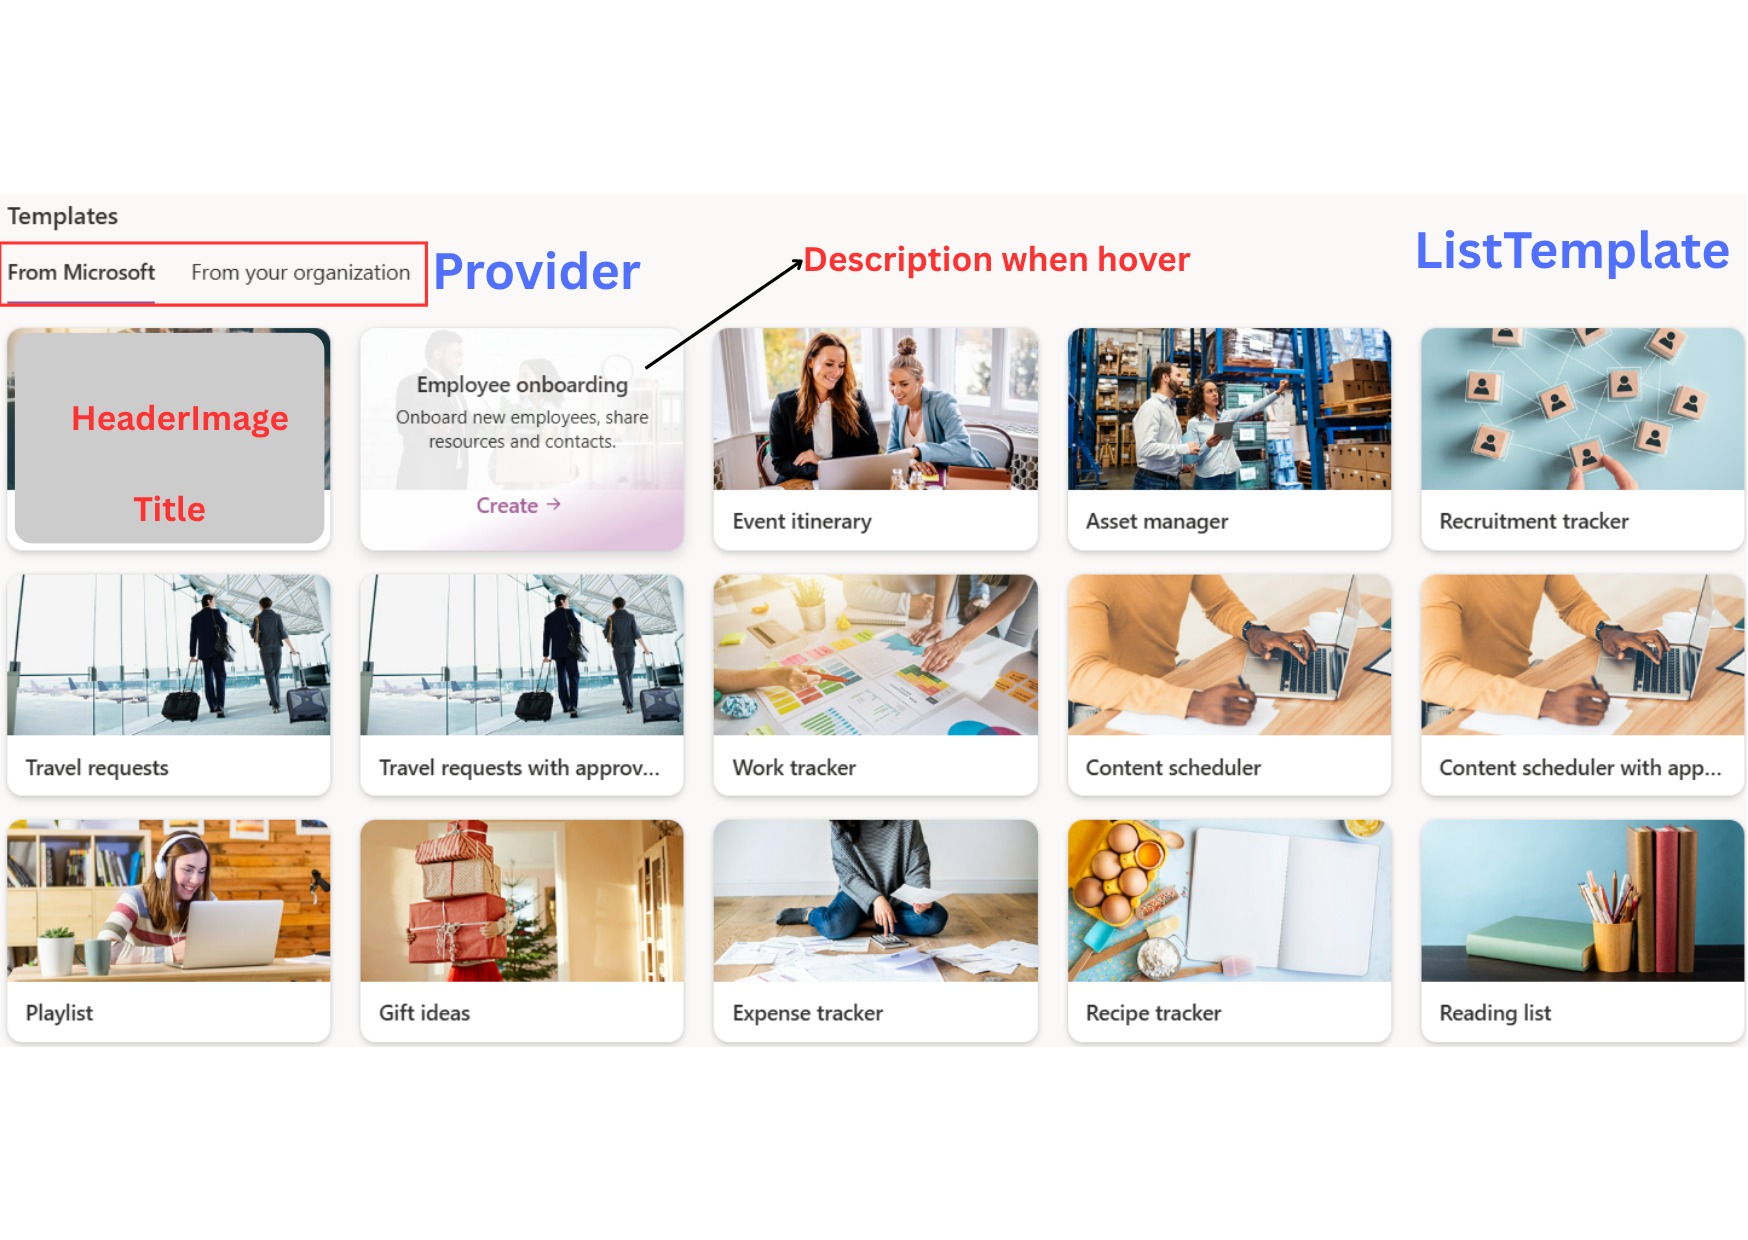 Templates
From Microsoft
From your organization
Provider
Description when hover
ListTemplate
HeaderImage
Title
Employee onboarding
Onboard new employees, share
resources and contacts.
Create →
Event itinerary
Asset manager
Recruitment tracker
Travel requests
Travel requests with approv...
Work tracker
Content scheduler
Content scheduler with app...
Playlist
Gift ideas
Expense tracker
Recipe tracker
Reading list